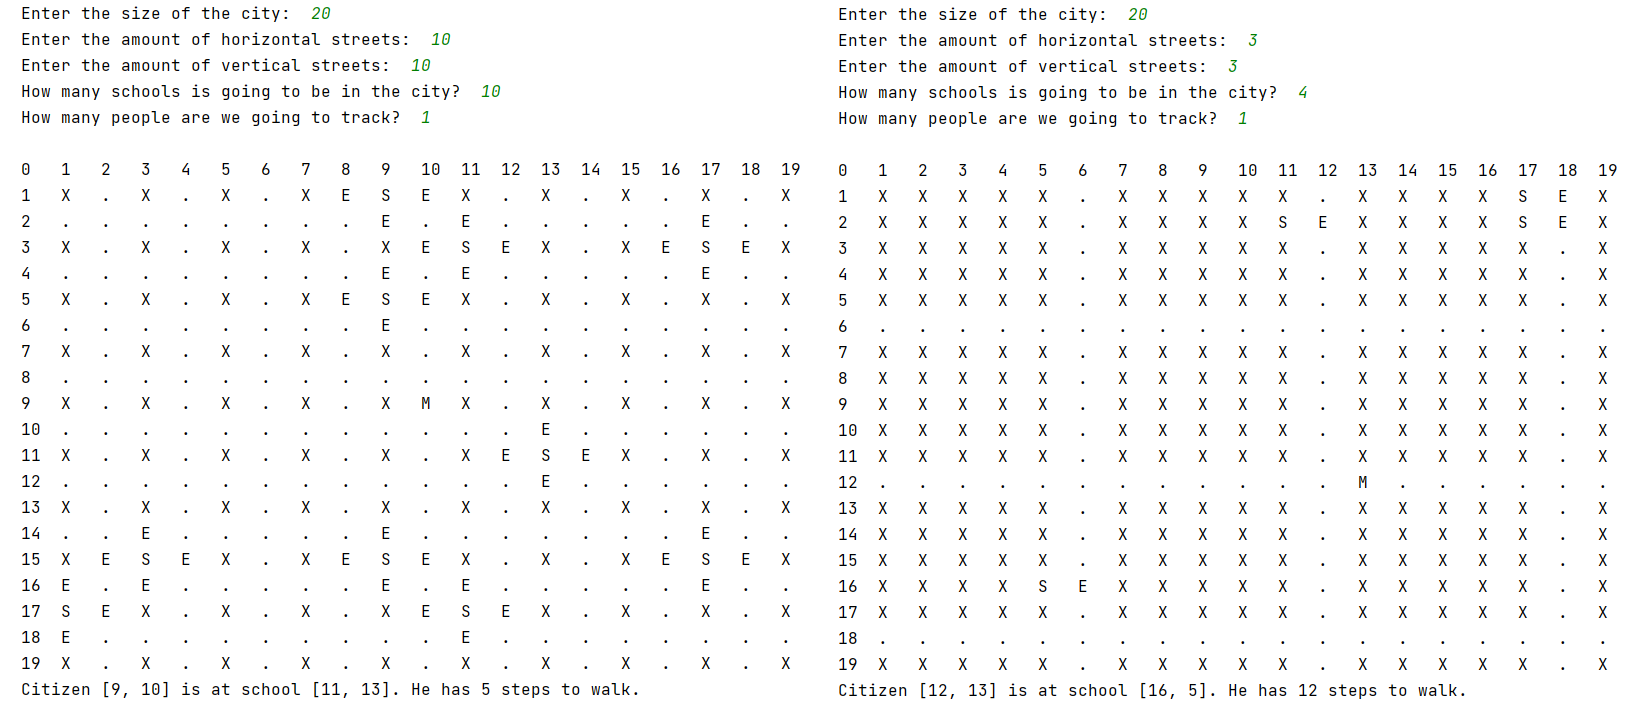 Enter the size of the city:  20
Enter the amount of horizontal streets:  10
Enter the amount of vertical streets:  10
How many schools is going to be in the city?  10
How many people are we going to track?  1
0 1 2 3 4 5 6 7 8 9 10 11 12 13 14 15 16 17 18 19
1 X . X . X . X E S E X . X . X . X . X
2 . . . . . . . . E . E . . . . . E . .
3 X . X . X . X . X E S E X . X E S E X
4 . . . . . . . . E . E . . . . . E . .
5 X . X . X . X E S E X . X . X . X . X
6 . . . . . . . . E . . . . . . . . . .
7 X . X . X . X . X . X . X . X . X . X
8 . . . . . . . . . . . . . . . . . . .
9 X . X . X . X . X M X . X . X . X . X
10 . . . . . . . . . . . . E . . . . . .
11 X . X . X . X . X . X E S E X . X . X
12 . . . . . . . . . . . . E . . . . . .
13 X . X . X . X . X . X . X . X . X . X
14 . . E . . . . . E . . . . . . . E . .
15 X E S E X . X E S E X . X . X E S E X
16 E . E . . . . . E . E . . . . . E . .
17 S E X . X . X . X E S E X . X . X . X
18 E . . . . . . . . . E . . . . . . . .
19 X . X . X . X . X . X . X . X . X . X
Citizen [9, 10] is at school [11, 13]. He has 5 steps to walk.
Enter the size of the city:  20
Enter the amount of horizontal streets:  3
Enter the amount of vertical streets:  3
How many schools is going to be in the city?  4
How many people are we going to track?  1
0 1 2 3 4 5 6 7 8 9 10 11 12 13 14 15 16 17 18 19
1 X X X X X . X X X X X . X X X X S E X
2 X X X X X . X X X X S E X X X X S E X
3 X X X X X . X X X X X . X X X X X . X
4 X X X X X . X X X X X . X X X X X . X
5 X X X X X . X X X X X . X X X X X . X
6 . . . . . . . . . . . . . . . . . . .
7 X X X X X . X X X X X . X X X X X . X
8 X X X X X . X X X X X . X X X X X . X
9 X X X X X . X X X X X . X X X X X . X
10 X X X X X . X X X X X . X X X X X . X
11 X X X X X . X X X X X . X X X X X . X
12 . . . . . . . . . . . . M . . . . . .
13 X X X X X . X X X X X . X X X X X . X
14 X X X X X . X X X X X . X X X X X . X
15 X X X X X . X X X X X . X X X X X . X
16 X X X X S E X X X X X . X X X X X . X
17 X X X X X . X X X X X . X X X X X . X
18 . . . . . . . . . . . . . . . . . . .
19 X X X X X . X X X X X . X X X X X . X
Citizen [12, 13] is at school [16, 5]. He has 12 steps to walk.